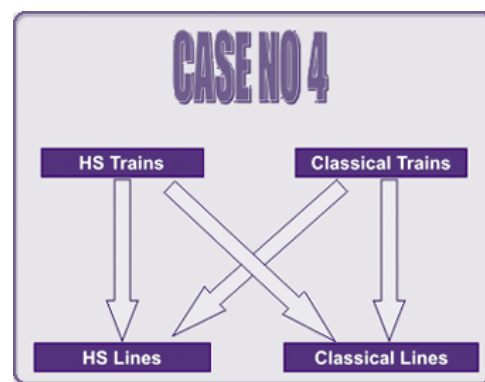 CASE NO 4
HS Trains
Classical Trains
HS Lines
Classical Lines